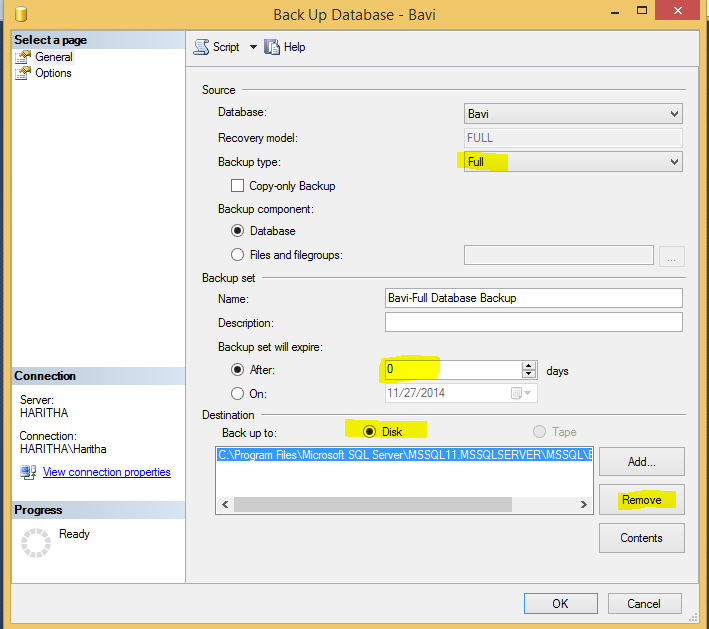 Back Up Database - Bavi
Select a page
General
Options
Script Help
Source
Database: Bavi
Recovery model: FULL
Backup type: Full
Copy-only Backup
Backup component:
Database
Files and filegroups: ...
Backup set
Name: Bavi-Full Database Backup
Description:
Backup set will expire:
After: 0 days
On: 11/27/2014
Destination
Back up to: Disk Tape
C:\Program Files\Microsoft SQL Server\MSSQL11.MSSQLSERVER\MSSQL\
Add...
Remove
Contents
Connection
Server:
HARITHA
Connection:
HARITHA\Haritha
View connection properties
Progress
Ready
OK Cancel